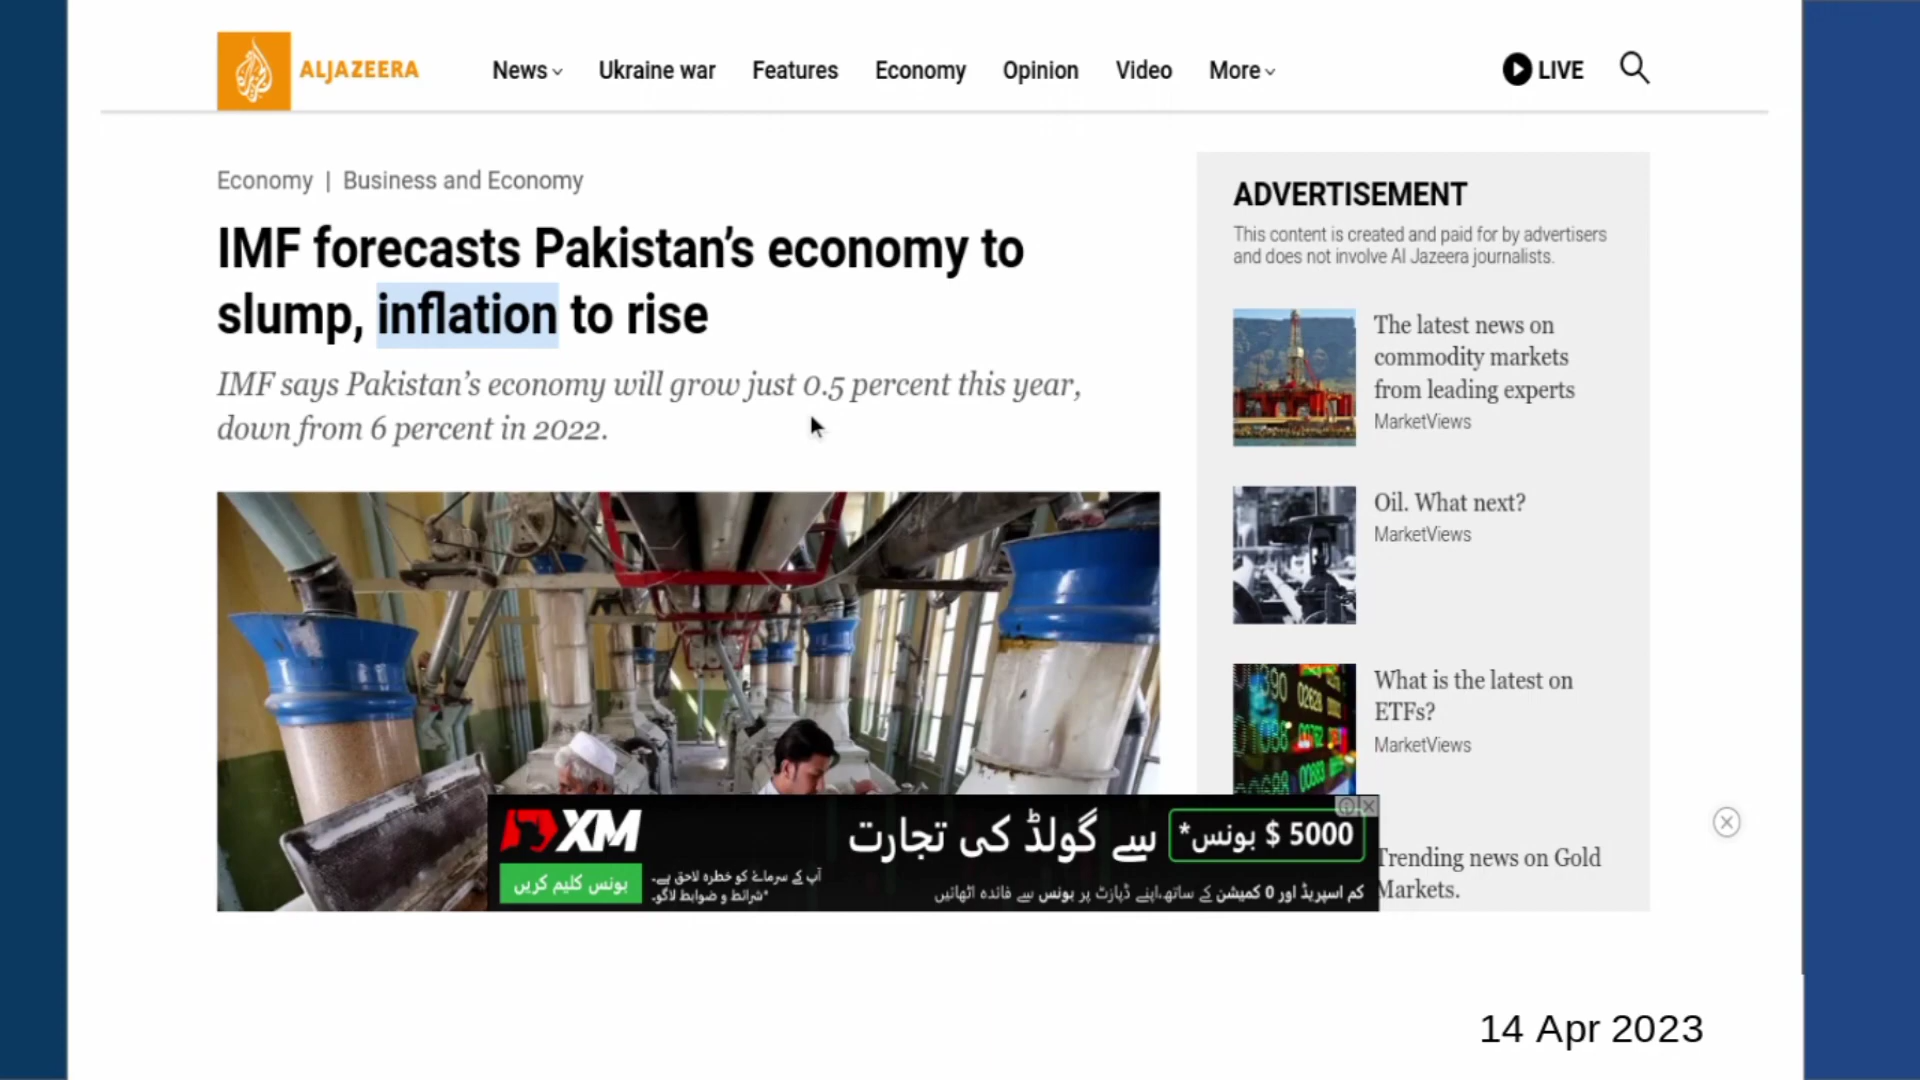 ALJAZEERA
News
Ukraine war
Features
Economy
Opinion
Video
More
LIVE
Economy | Business and Economy
IMF forecasts Pakistan’s economy to
slump, inflation to rise
IMF says Pakistan’s economy will grow just 0.5 percent this year,
down from 6 percent in 2022.
ADVERTISEMENT
This content is created and paid for by advertisers
and does not involve Al Jazeera journalists.
The latest news on
commodity markets
from leading experts
MarketViews
Oil. What next?
MarketViews
What is the latest on
ETFs?
MarketViews
Trending news on Gold
Markets.
XM
5000 $ بونس*
سے گولڈ کی تجارت
کم اسپریڈ اور 0 کمیشن کے ساتھ،اپنے ڈپازٹ پر بونس سے فائدہ اٹھائیں
بونس کلیم کریں
آپ کے سرمائے کو خطرہ لاحق ہے۔
*شرائط و ضوابط لاگو۔
14 Apr 2023